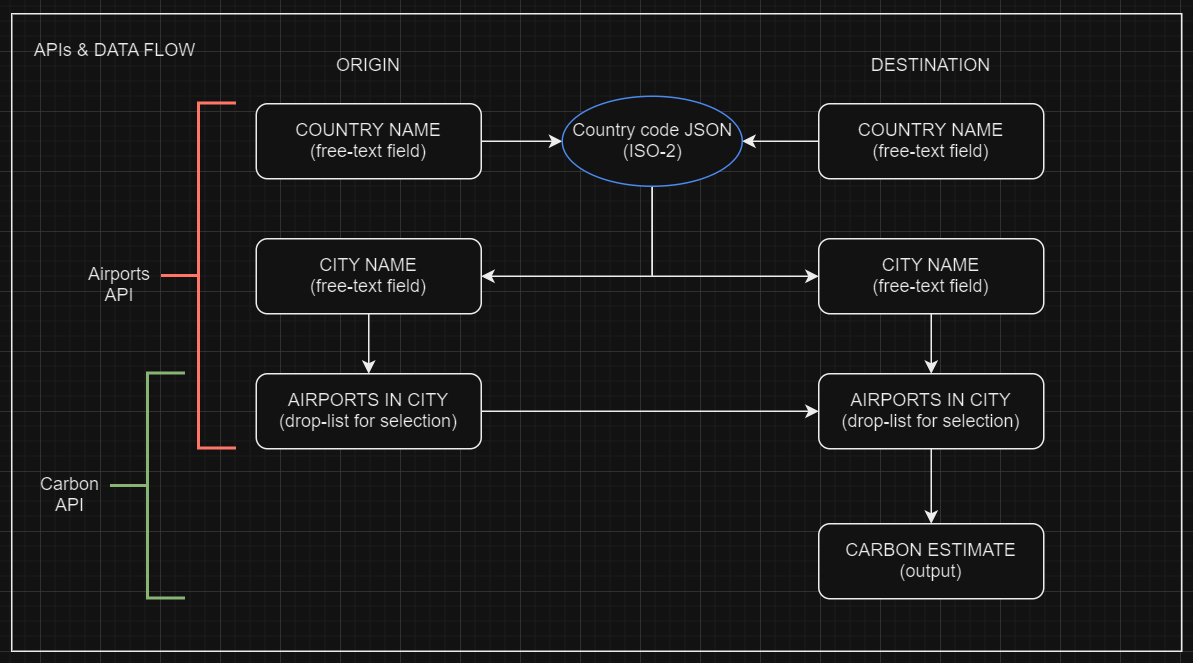 APIs & DATA FLOW
ORIGIN
DESTINATION
COUNTRY NAME
(free-text field)
Country code JSON
(ISO-2)
COUNTRY NAME
(free-text field)
Airports
API
CITY NAME
(free-text field)
CITY NAME
(free-text field)
AIRPORTS IN CITY
(drop-list for selection)
AIRPORTS IN CITY
(drop-list for selection)
Carbon
API
CARBON ESTIMATE
(output)